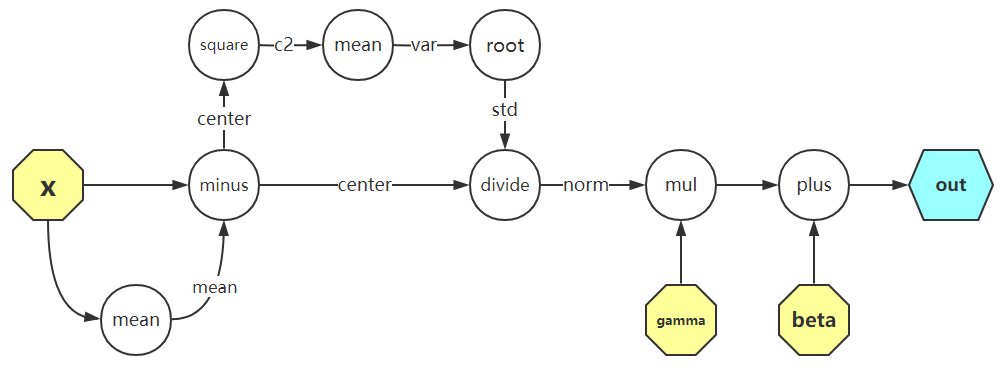 square c2 mean var root
center
std
x minus center divide norm mul plus out
mean
mean
gamma
beta